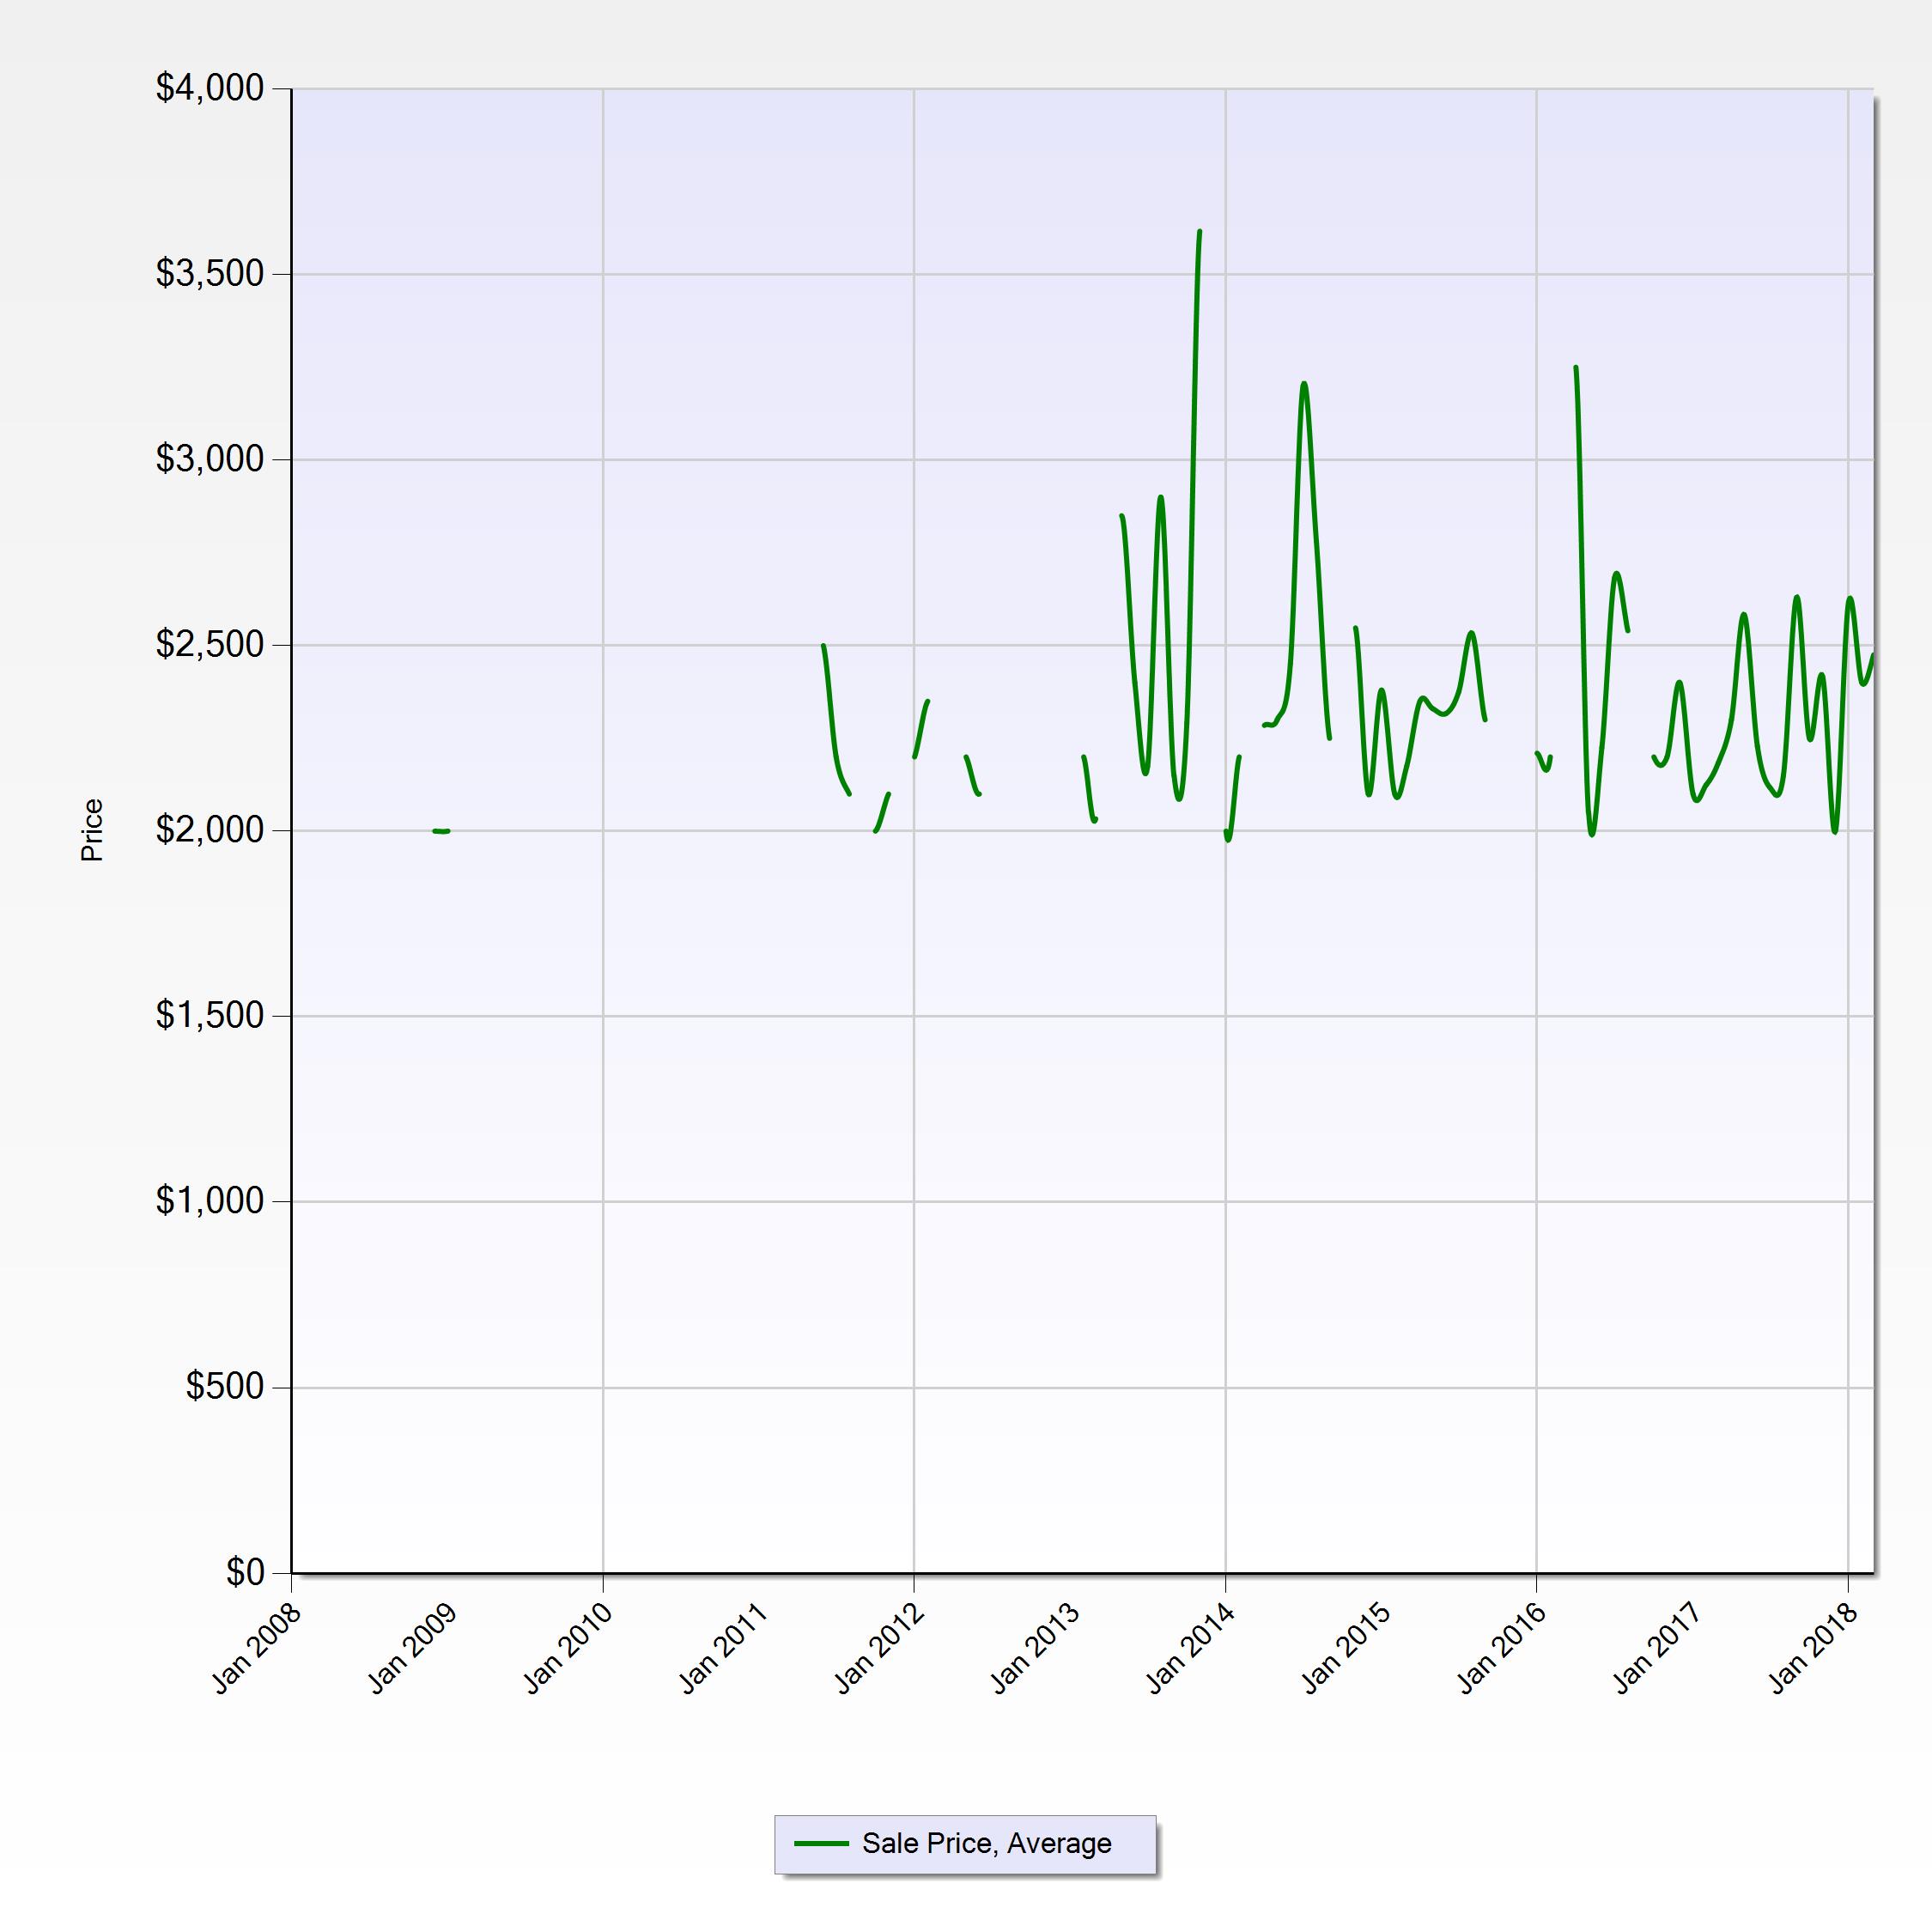 $4,000
$3,500
$3,000
$2,500
$2,000
$1,500
$1,000
$500
$0
Price
Jan 2008
Jan 2009
Jan 2010
Jan 2011
Jan 2012
Jan 2013
Jan 2014
Jan 2015
Jan 2016
Jan 2017
Jan 2018
Sale Price, Average